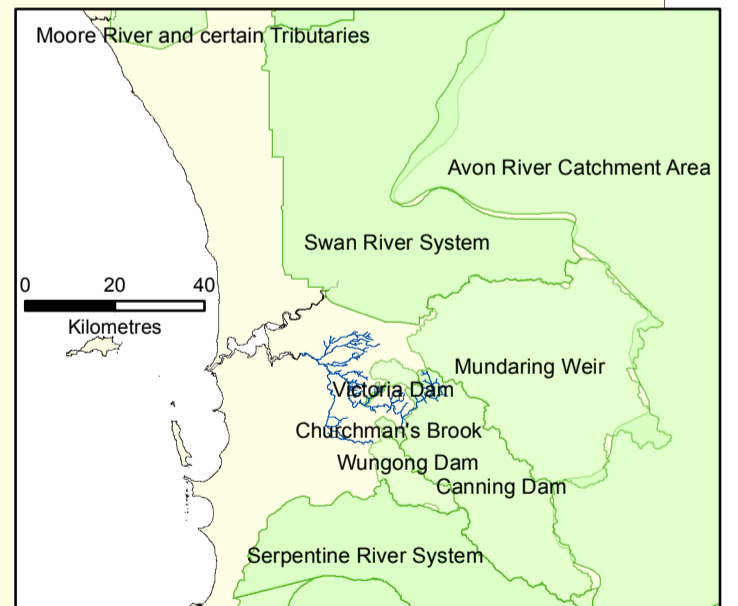 Moore River and certain Tributaries
Avon River Catchment Area
Swan River System
0 20 40
Kilometres
Mundaring Weir
Victoria Dam
Churchman's Brook
Wungong Dam
Canning Dam
Serpentine River System